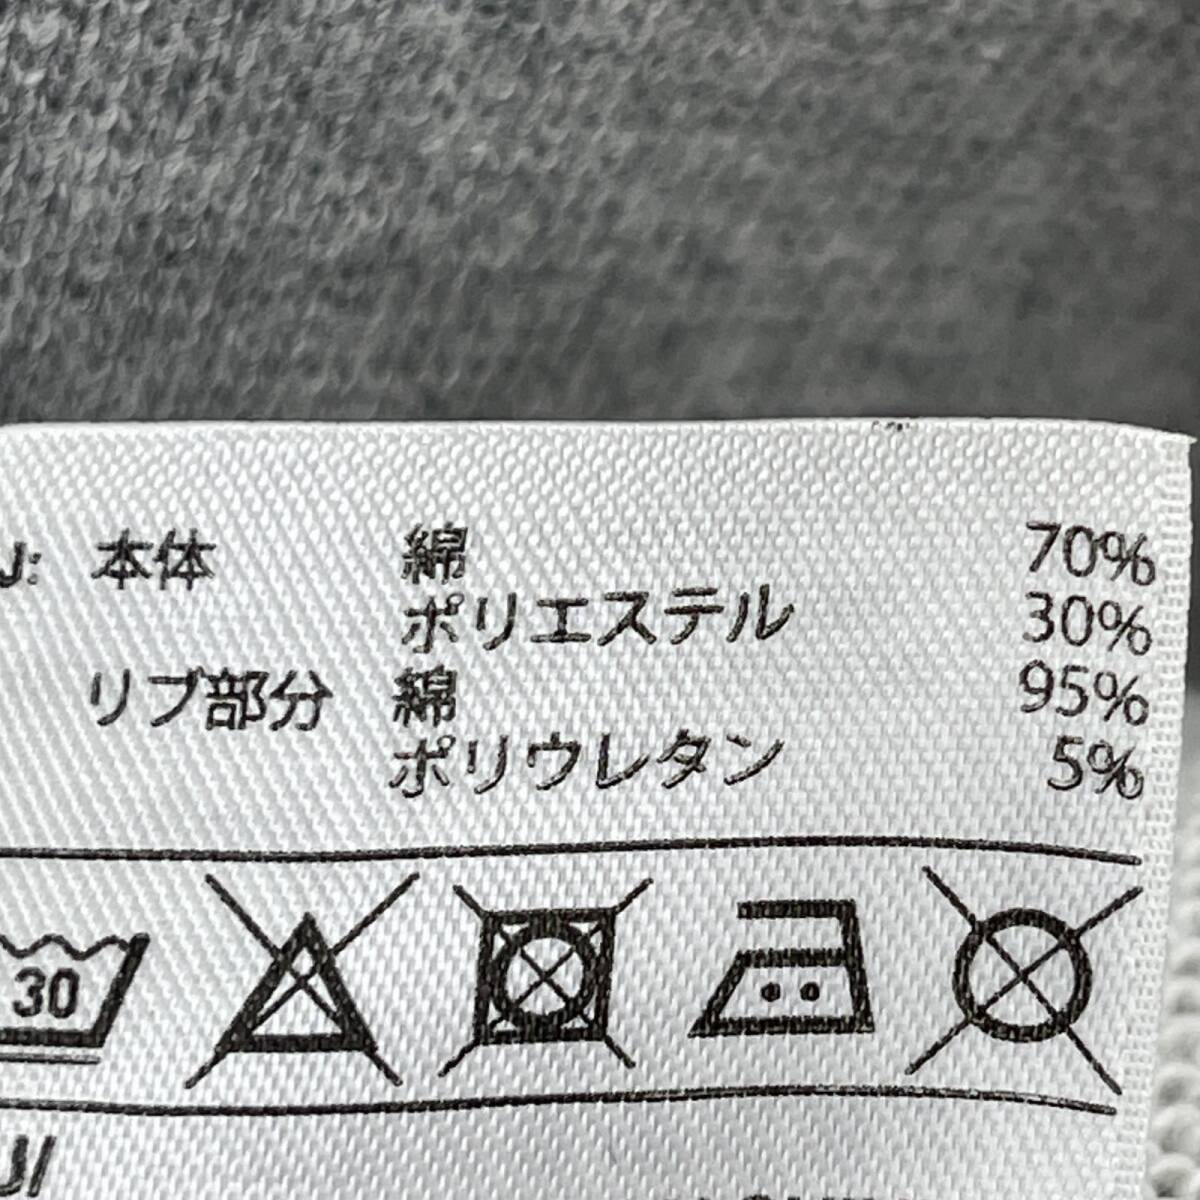 J: 本体 綿 70%
ポリエステル 30%
リブ部分 綿 95%
ポリウレタン 5%
30